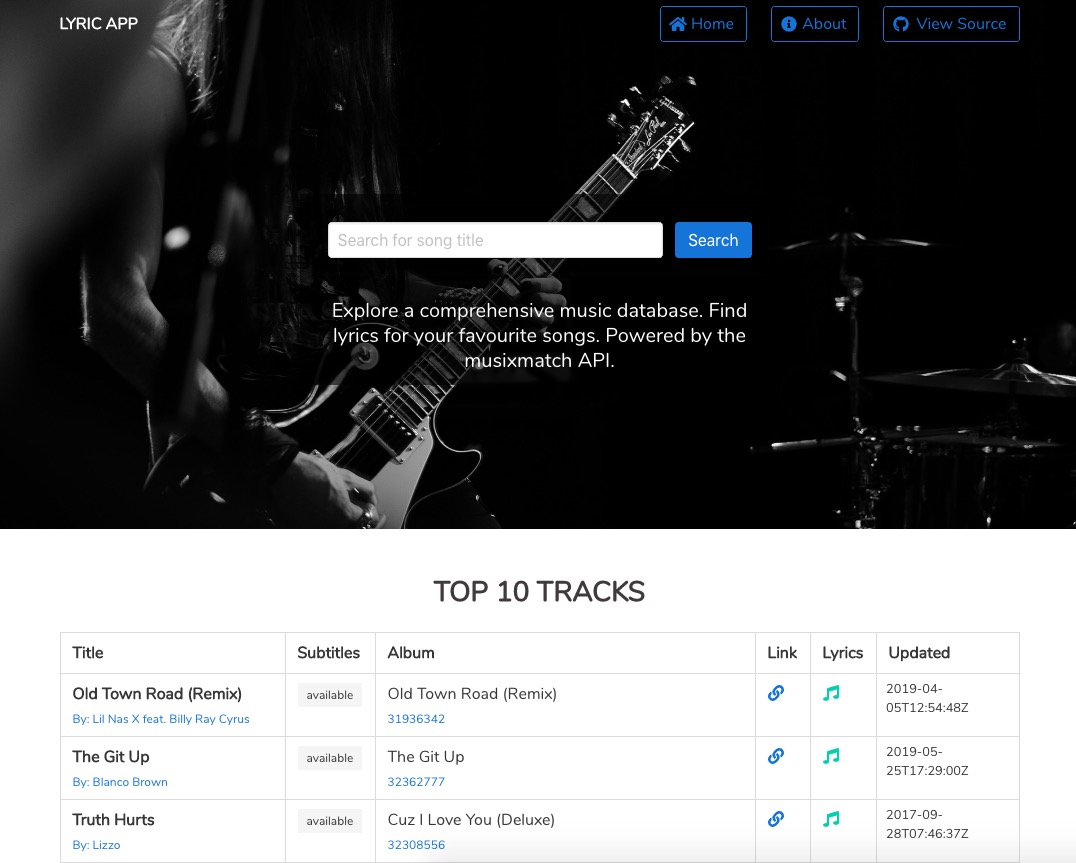 LYRIC APP
Home
About
View Source
Search for song title
Search
Explore a comprehensive music database. Find
lyrics for your favourite songs. Powered by the
musixmatch API.
TOP 10 TRACKS
Title Subtitles Album Link Lyrics Updated
Old Town Road (Remix) available Old Town Road (Remix) 2019-04-
By: Lil Nas X feat. Billy Ray Cyrus 31936342 05T12:54:48Z
The Git Up available The Git Up 2019-05-
By: Blanco Brown 32362777 25T17:29:00Z
Truth Hurts available Cuz I Love You (Deluxe) 2017-09-
By: Lizzo 32308556 28T07:46:37Z